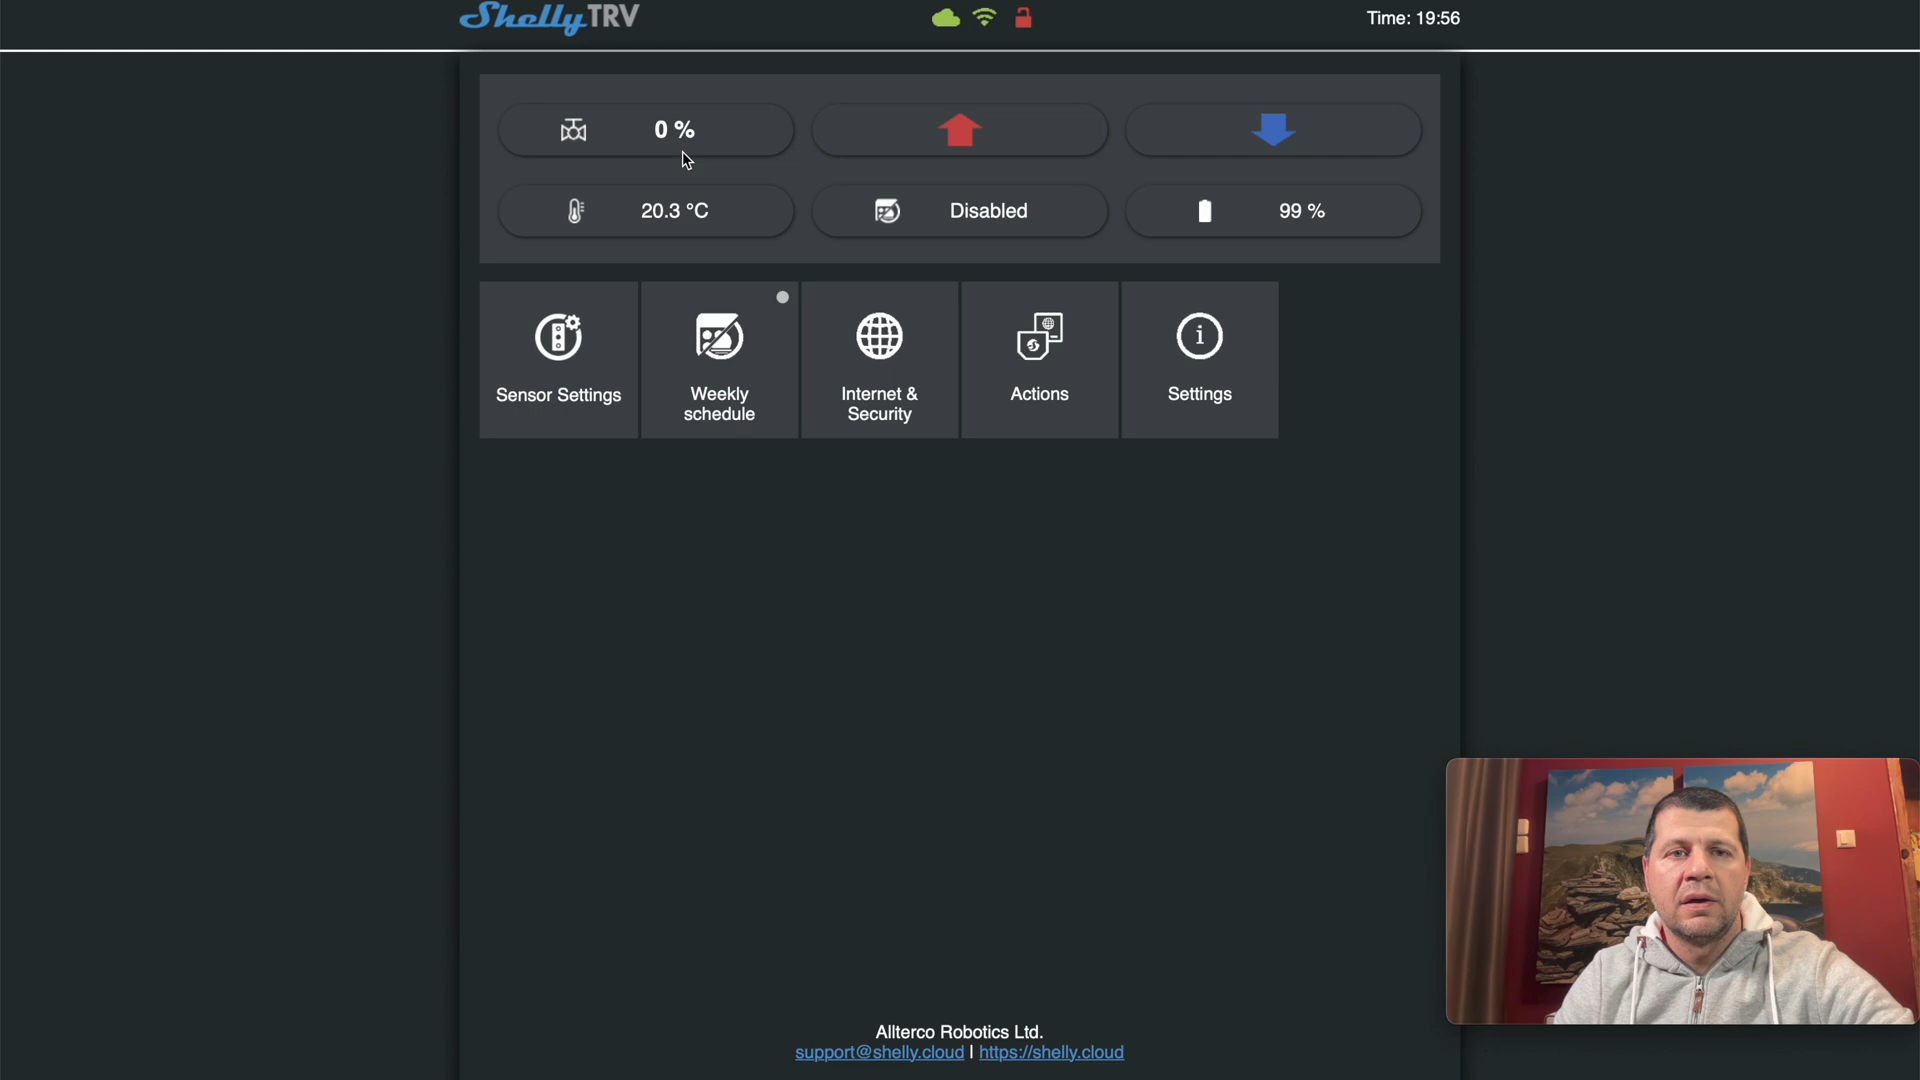 Shelly TRV
Time: 19:56
0 %
20.3 °C
Disabled
99 %
Sensor Settings
Weekly
schedule
Internet &
Security
Actions
Settings
Allterco Robotics Ltd.
support@shelly.cloud | https://shelly.cloud